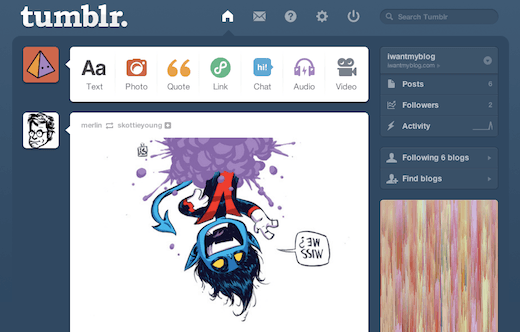 tumblr.
Search Tumblr
Aa
hi!
Text Photo Quote Link Chat Audio Video
iwantmyblog
iwantmyblog.com
Posts 6
Followers 2
Activity
Following 6 blogs
Find blogs
merlin skottieyoung
MISS
ME?